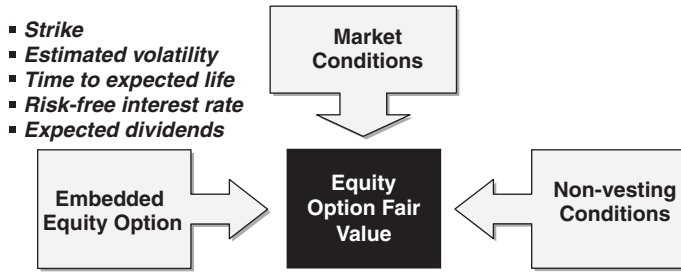 ▪ Strike
▪ Estimated volatility
▪ Time to expected life
▪ Risk-free interest rate
▪ Expected dividends
Market
Conditions
Embedded
Equity Option
Equity
Option Fair
Value
Non-vesting
Conditions